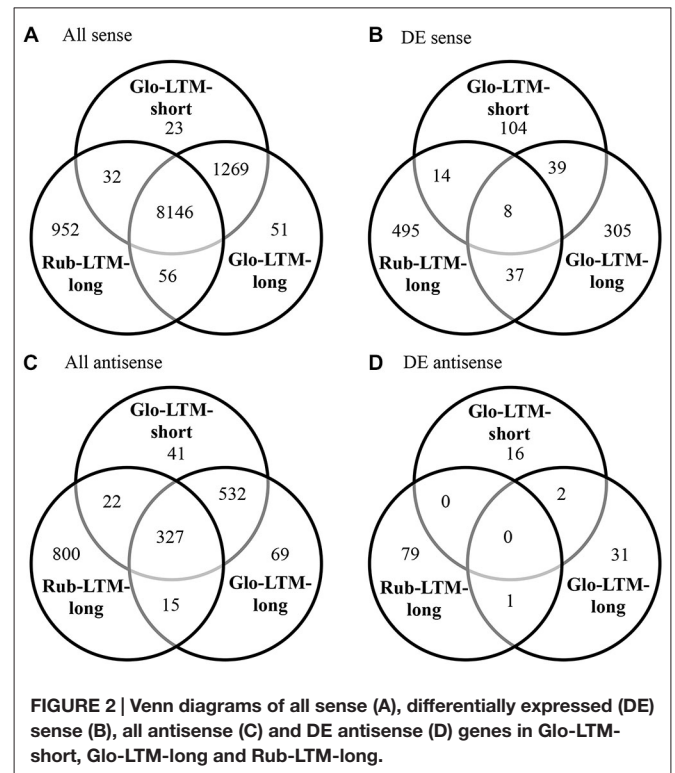 A All sense
Glo-LTM-
short
23
32
1269
8146
952
51
Rub-LTM-
long
56
Glo-LTM-
long
B DE sense
Glo-LTM-
short
104
14
39
8
495
305
Rub-LTM-
long
37
Glo-LTM-
long
C All antisense
Glo-LTM-
short
41
22
532
327
800
69
Rub-LTM-
long
15
Glo-LTM-
long
D DE antisense
Glo-LTM-
short
16
0
2
0
79
31
Rub-LTM-
long
1
Glo-LTM-
long
FIGURE 2 | Venn diagrams of all sense (A), differentially expressed (DE)
sense (B), all antisense (C) and DE antisense (D) genes in Glo-LTM-
short, Glo-LTM-long and Rub-LTM-long.